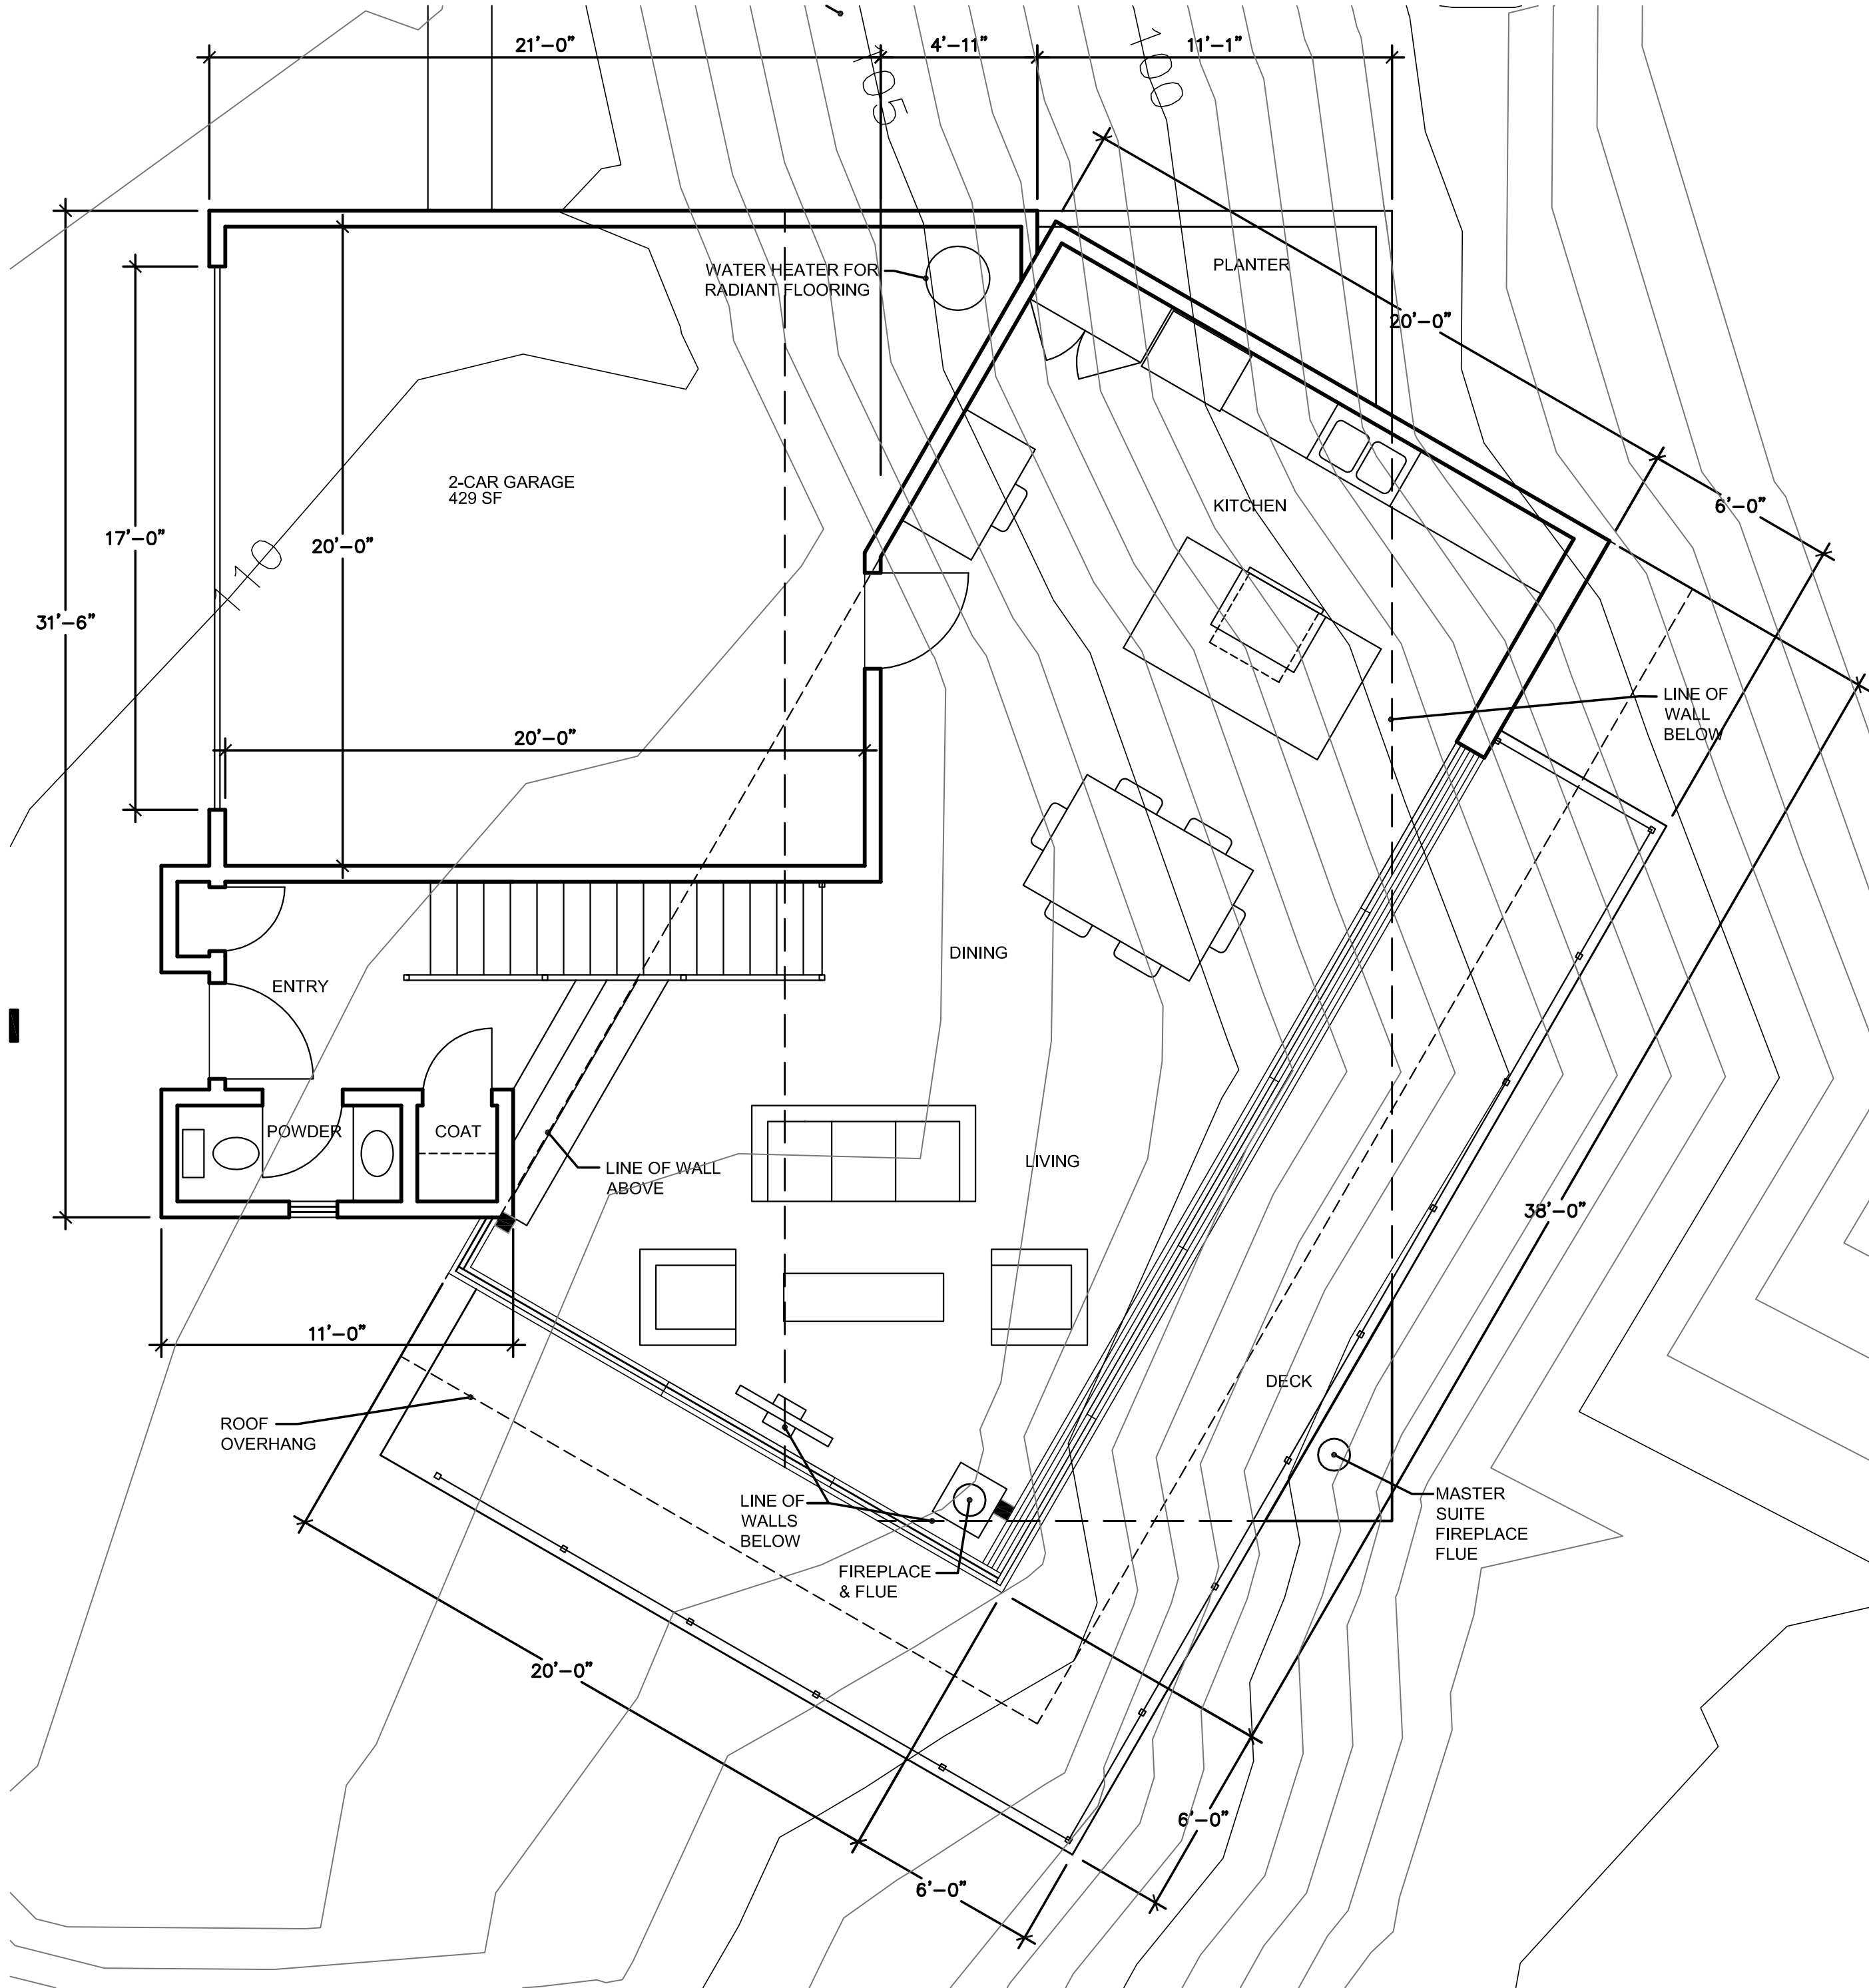 21'-0"
4'-11"
11'-1"
105
100
WATER HEATER FOR
RADIANT FLOORING
PLANTER
20'-0"
2-CAR GARAGE
429 SF
KITCHEN
6'-0"
17'-0"
20'-0"
110
31'-6"
LINE OF
WALL
BELOW
20'-0"
DINING
ENTRY
POWDER
COAT
LINE OF WALL
ABOVE
LIVING
38'-0"
11'-0"
DECK
ROOF
OVERHANG
LINE OF
WALLS
BELOW
MASTER
SUITE
FIREPLACE
FLUE
FIREPLACE
& FLUE
20'-0"
6'-0"
6'-0"